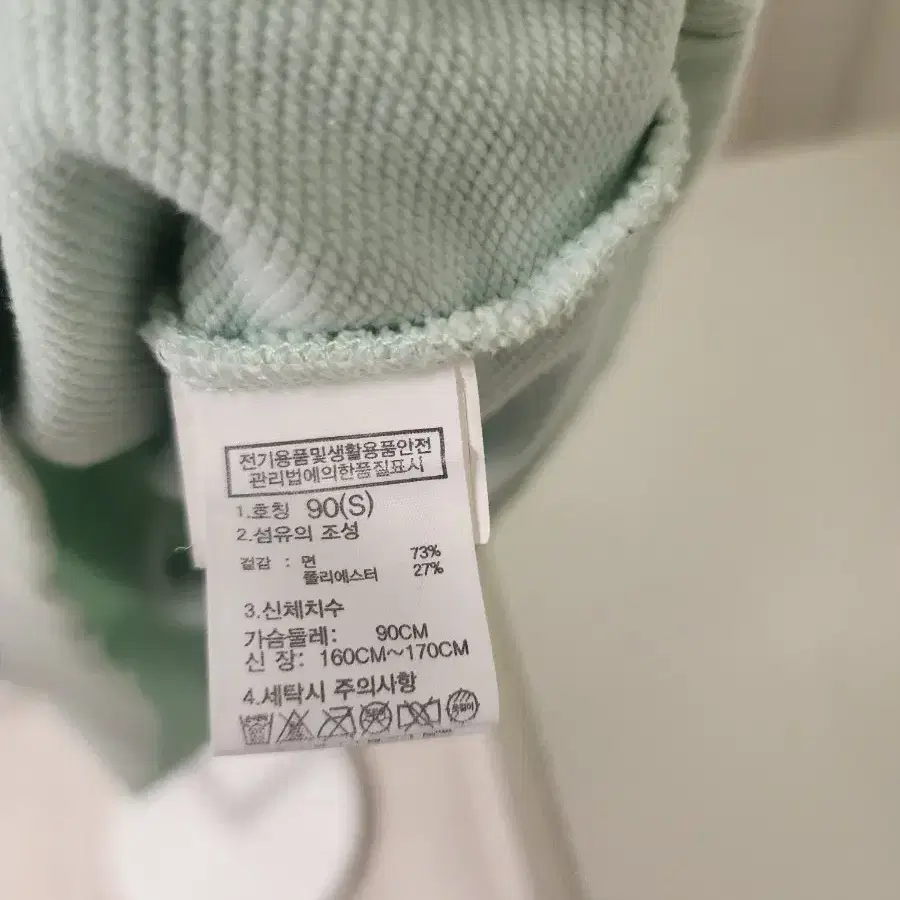 전기용품및생활용품안전
관리법에의한품질표시
1.호칭 90(S)
2.섬유의 조성
겉감 : 면 73%
폴리에스터 27%
3.신체치수
가슴둘레: 90CM
신 장: 160CM~170CM
4.세탁시 주의사항